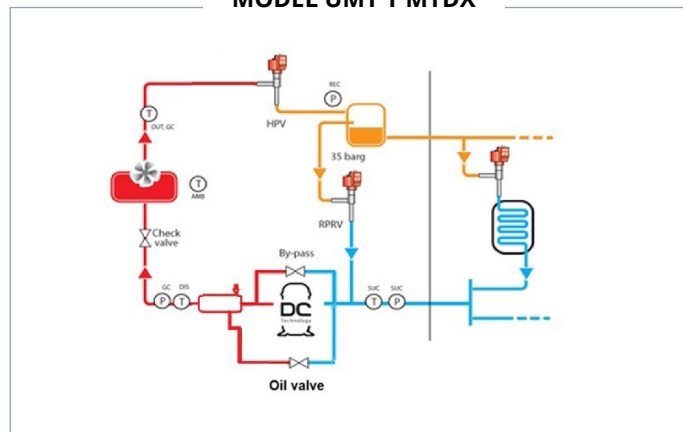 MODEL UMT 1 MTDX
REC
P
T
OUT, GC
HPV
35 barg
T
AMB
RPRV
Check
valve
By-pass
GC DIS
P T
DC
Technology
SUC SUC
T P
Oil valve